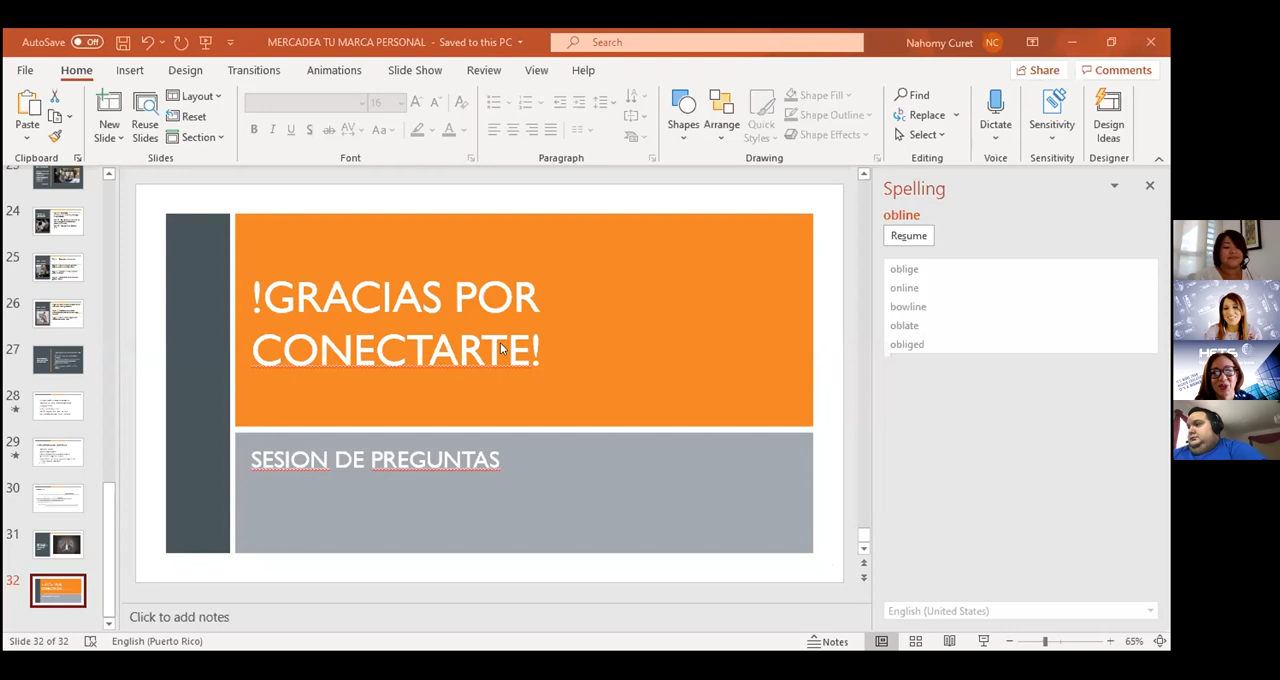 AutoSave Off
MERCADEA TU MARCA PERSONAL - Saved to this PC
Search
Nahomy Curet NC
File Home Insert Design Transitions Animations Slide Show Review View Help
Share Comments
Paste
Clipboard
New Slide
Reuse Slides
Layout
Reset
Section
Slides
16
B I U S ab AV Aa A
Font
Paragraph
Shapes
Arrange
Quick Styles
Shape Fill
Shape Outline
Shape Effects
Drawing
Find
Replace
Select
Editing
Dictate
Voice
Sensitivity
Sensitivity
Design Ideas
Designer
24
25
26
27
28
29
30
31
32
!GRACIAS POR
CONECTARTE!
SESION DE PREGUNTAS
Spelling
obline
Resume
oblige
online
bowline
oblate
obliged
English (United States)
HETS
Click to add notes
Slide 32 of 32
English (Puerto Rico)
Notes
65%